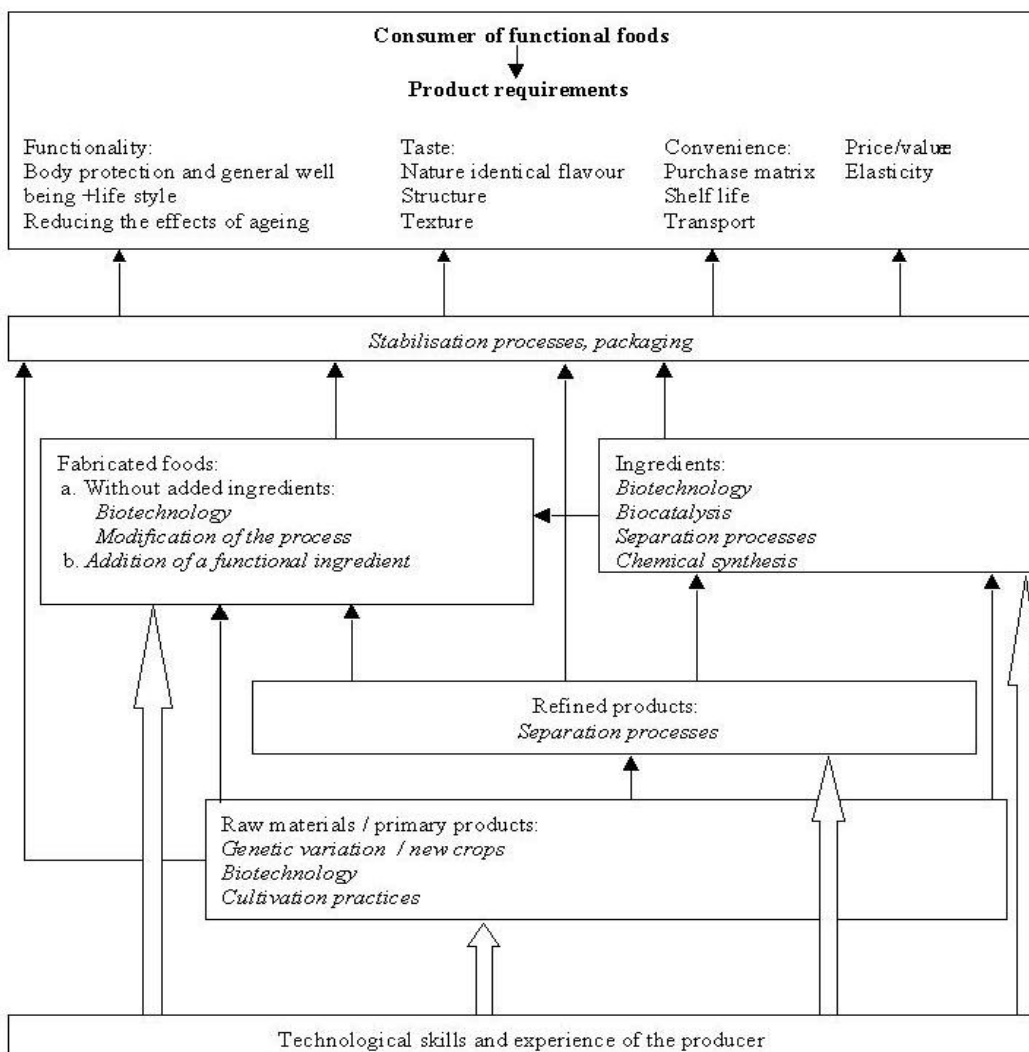 Consumer of functional foods
Product requirements
Functionality:
Body protection and general well
being +life style
Reducing the effects of ageing
Taste:
Nature identical flavour
Structure
Texture
Convenience:
Purchase matrix
Shelf life
Transport
Price/value:
Elasticity
Stabilisation processes, packaging
Fabricated foods:
a. Without added ingredients:
Biotechnology
Modification of the process
b. Addition of a functional ingredient
Ingredients:
Biotechnology
Biocatalysis
Separation processes
Chemical synthesis
Refined products:
Separation processes
Raw materials / primary products:
Genetic variation / new crops
Biotechnology
Cultivation practices
Technological skills and experience of the producer